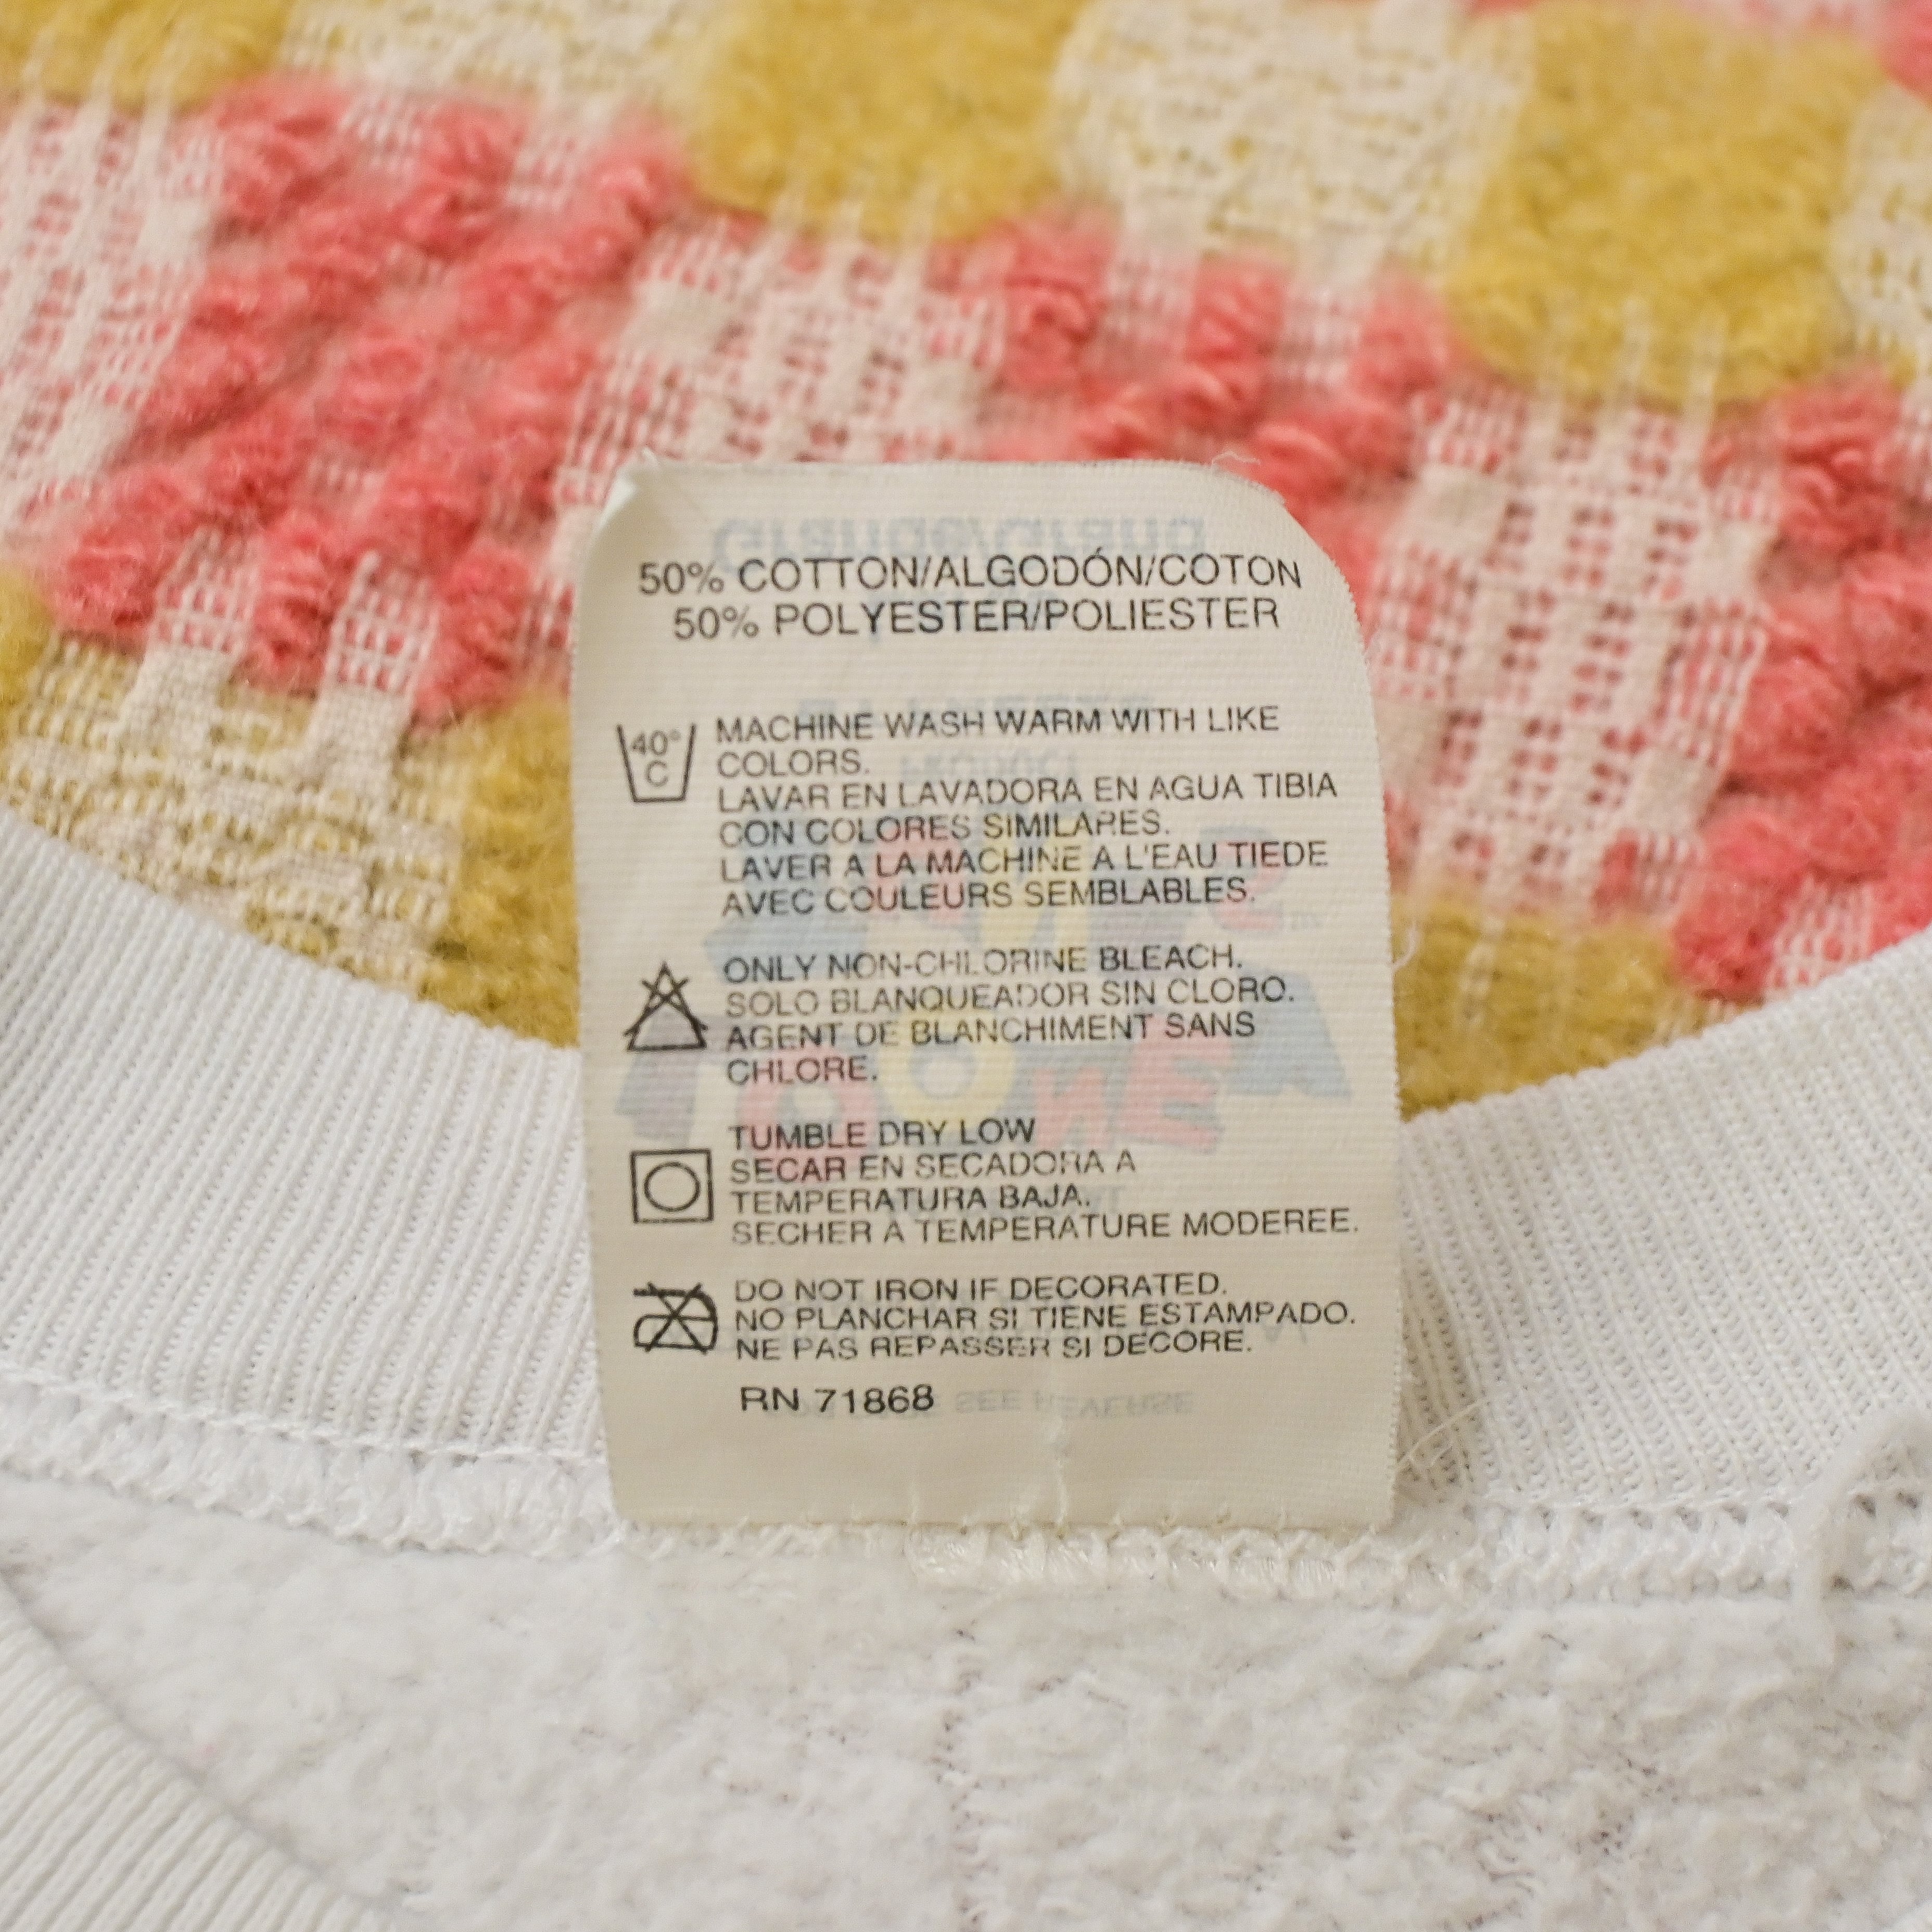 50% COTTON/ALGODÓN/COTON
50% POLYESTER/POLIESTER
40°
C
MACHINE WASH WARM WITH LIKE
COLORS.
LAVAR EN LAVADORA EN AGUA TIBIA
CON COLORES SIMILARES.
LAVER A LA MACHINE A L'EAU TIEDE
AVEC COULEURS SEMBLABLES.
ONLY NON-CHLORINE BLEACH.
SOLO BLANQUEADOR SIN CLORO.
AGENT DE BLANCHIMENT SANS
CHLORE.
TUMBLE DRY LOW
SECAR EN SECADORA A
TEMPERATURA BAJA.
SECHER A TEMPERATURE MODEREE.
DO NOT IRON IF DECORATED.
NO PLANCHAR SI TIENE ESTAMPADO.
NE PAS REPASSER SI DECORE.
RN 71868